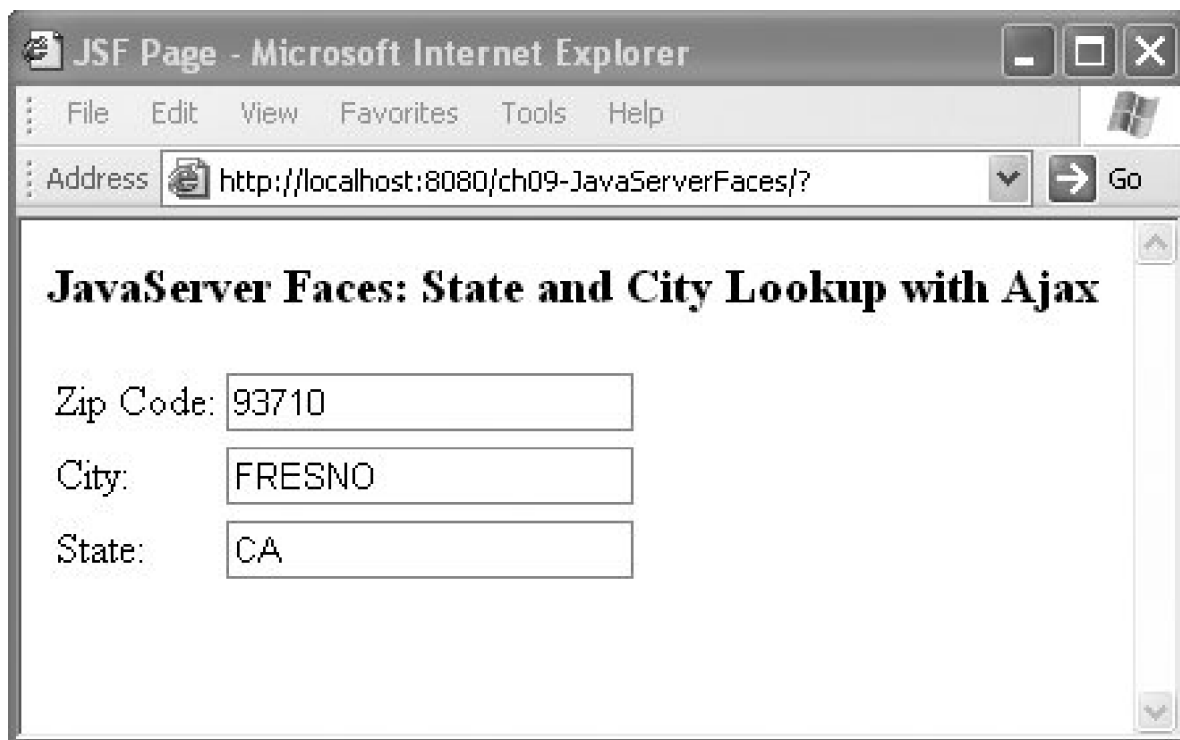 JSF Page - Microsoft Internet Explorer
File Edit View Favorites Tools Help
Address http://localhost:8080/ch09-JavaServerFaces/? Go
JavaServer Faces: State and City Lookup with Ajax
Zip Code: 93710
City: FRESNO
State: CA